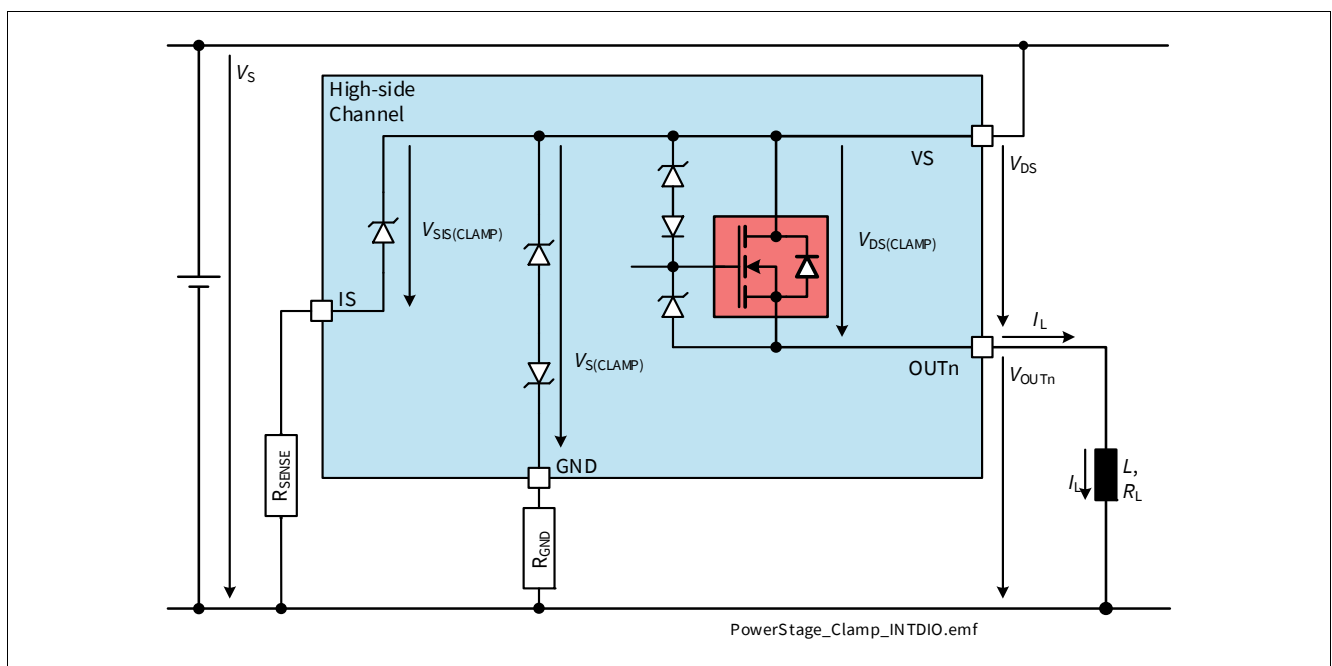 High-side
Channel
VS
VS
VDS
VSIS(CLAMP)
VDS(CLAMP)
IS
VS(CLAMP)
IL
OUTn
VOUTn
GND
RSENSE
RGND
IL
L,
RL
PowerStage_Clamp_INTDIO.emf